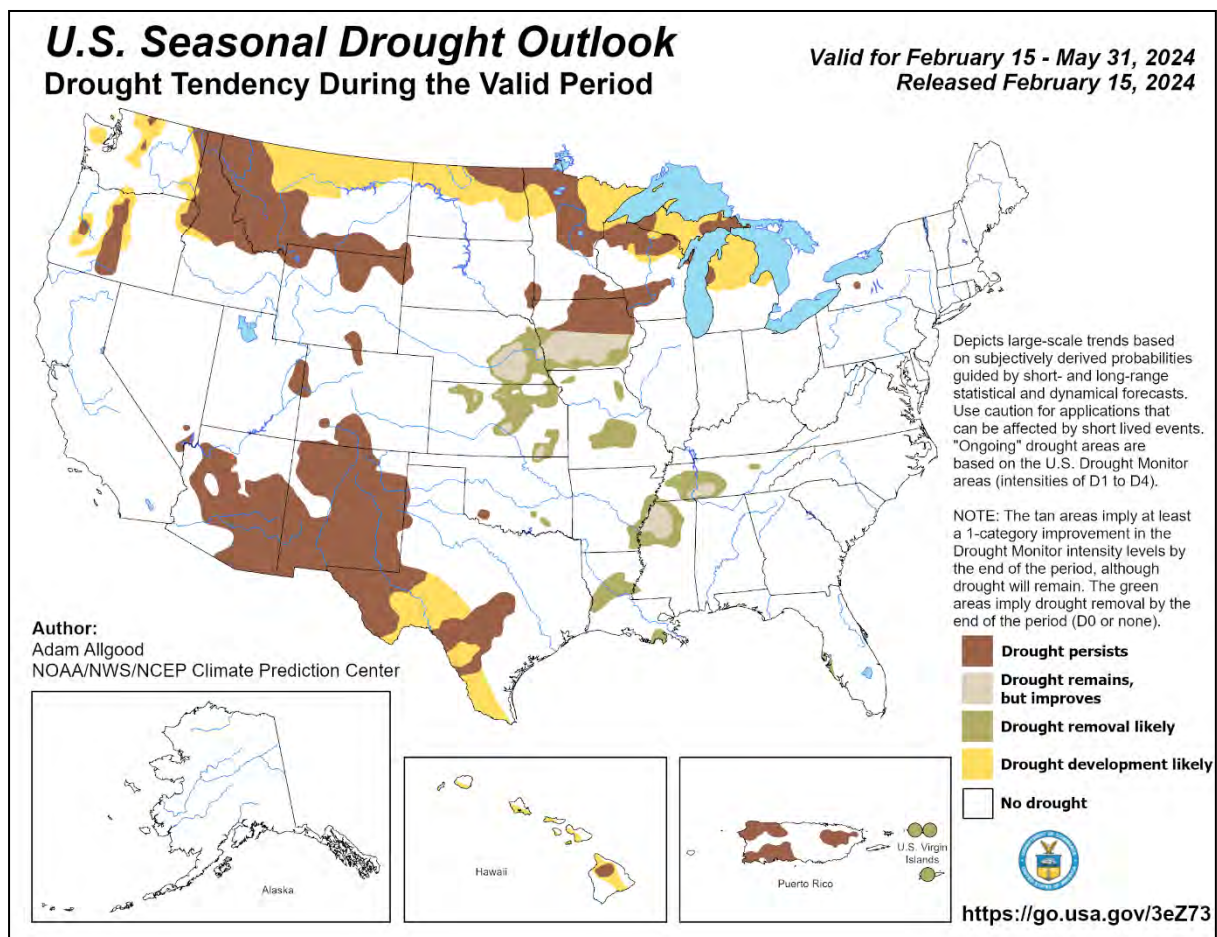 U.S. Seasonal Drought Outlook
Drought Tendency During the Valid Period
Valid for February 15 - May 31, 2024
Released February 15, 2024
Depicts large-scale trends based
on subjectively derived probabilities
guided by short- and long-range
statistical and dynamical forecasts.
Use caution for applications that
can be affected by short lived events.
"Ongoing" drought areas are
based on the U.S. Drought Monitor
areas (intensities of D1 to D4).
NOTE: The tan areas imply at least
a 1-category improvement in the
Drought Monitor intensity levels by
the end of the period, although
drought will remain. The green
areas imply drought removal by the
end of the period (D0 or none).
Author:
Adam Allgood
NOAA/NWS/NCEP Climate Prediction Center
Drought persists
Drought remains,
but improves
Drought removal likely
Drought development likely
No drought
Alaska
Hawaii
Puerto Rico
U.S. Virgin
Islands
https://go.usa.gov/3eZ73